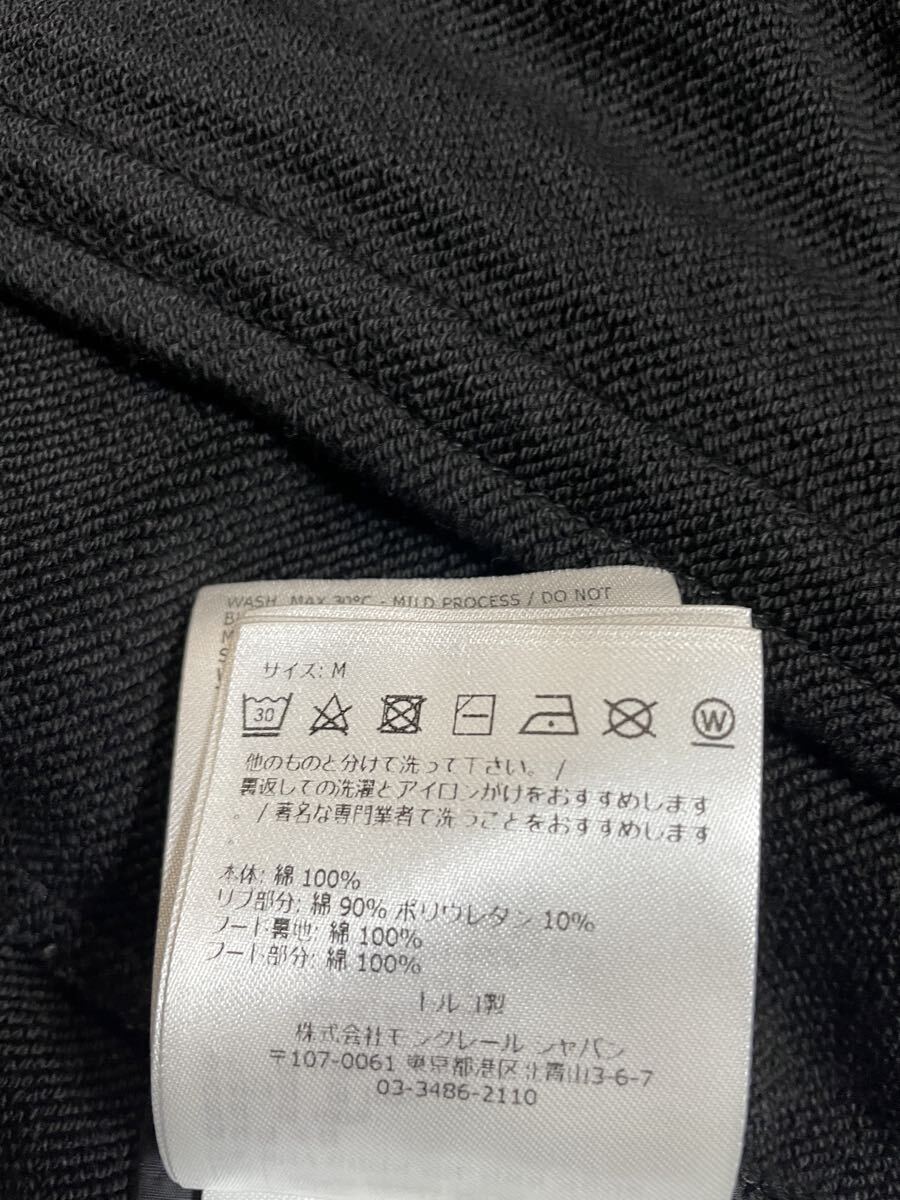 WASH MAX 30°C - MILD PROCESS / DO NOT
サイズ: M
30
W
他のものと分けて洗って下さい。/
裏返しての洗濯とアイロンがけをおすすめします
。/著名な専門業者で洗うことをおすすめします
。
本体: 綿 100%
リブ部分: 綿 90% ポリウレタン 10%
フード裏地: 綿 100%
フード部分: 綿 100%
トルコ製
株式会社モンクレール ジャパン
〒107-0061 東京都港区北青山3-6-7
03-3486-2110